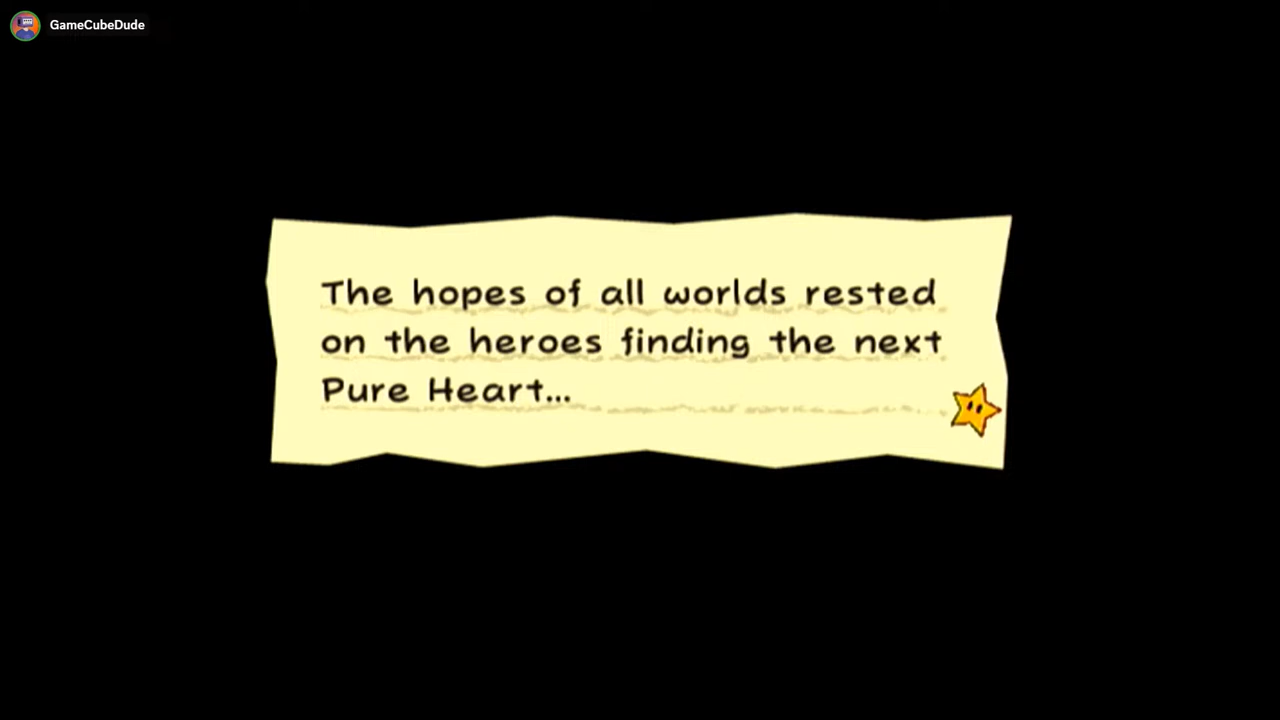 GameCubeDude
The hopes of all worlds rested
on the heroes finding the next
Pure Heart...